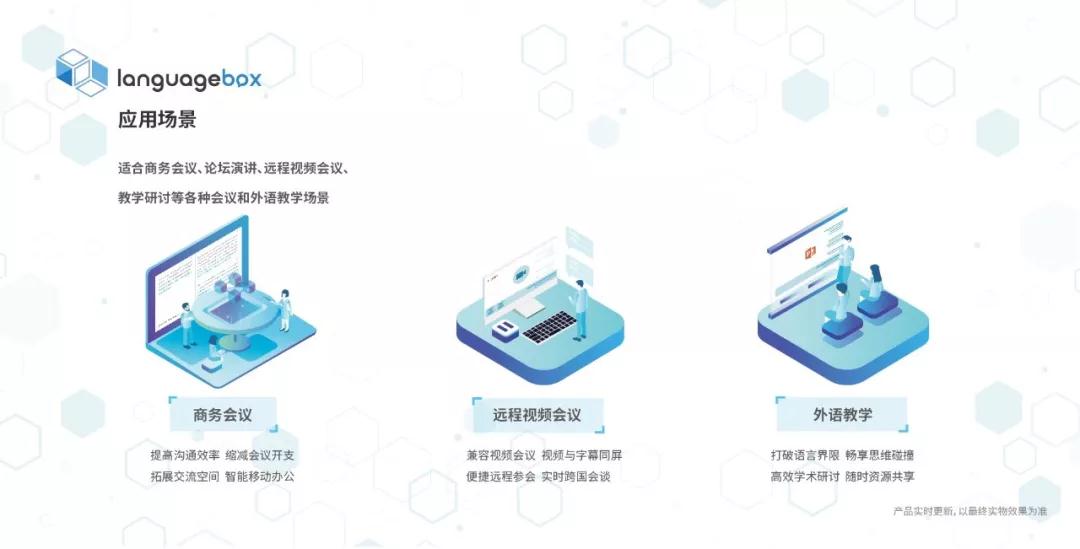 languagebox
应用场景
适合商务会议、论坛演讲、远程视频会议、
教学研讨等各种会议和外语教学场景
商务会议
提高沟通效率 缩减会议开支
拓展交流空间 智能移动办公
远程视频会议
兼容视频会议 视频与字幕同屏
便捷远程参会 实时跨国会谈
外语教学
打破语言界限 畅享思维碰撞
高效学术研讨 随时资源共享
产品实时更新，以最终实物效果为准